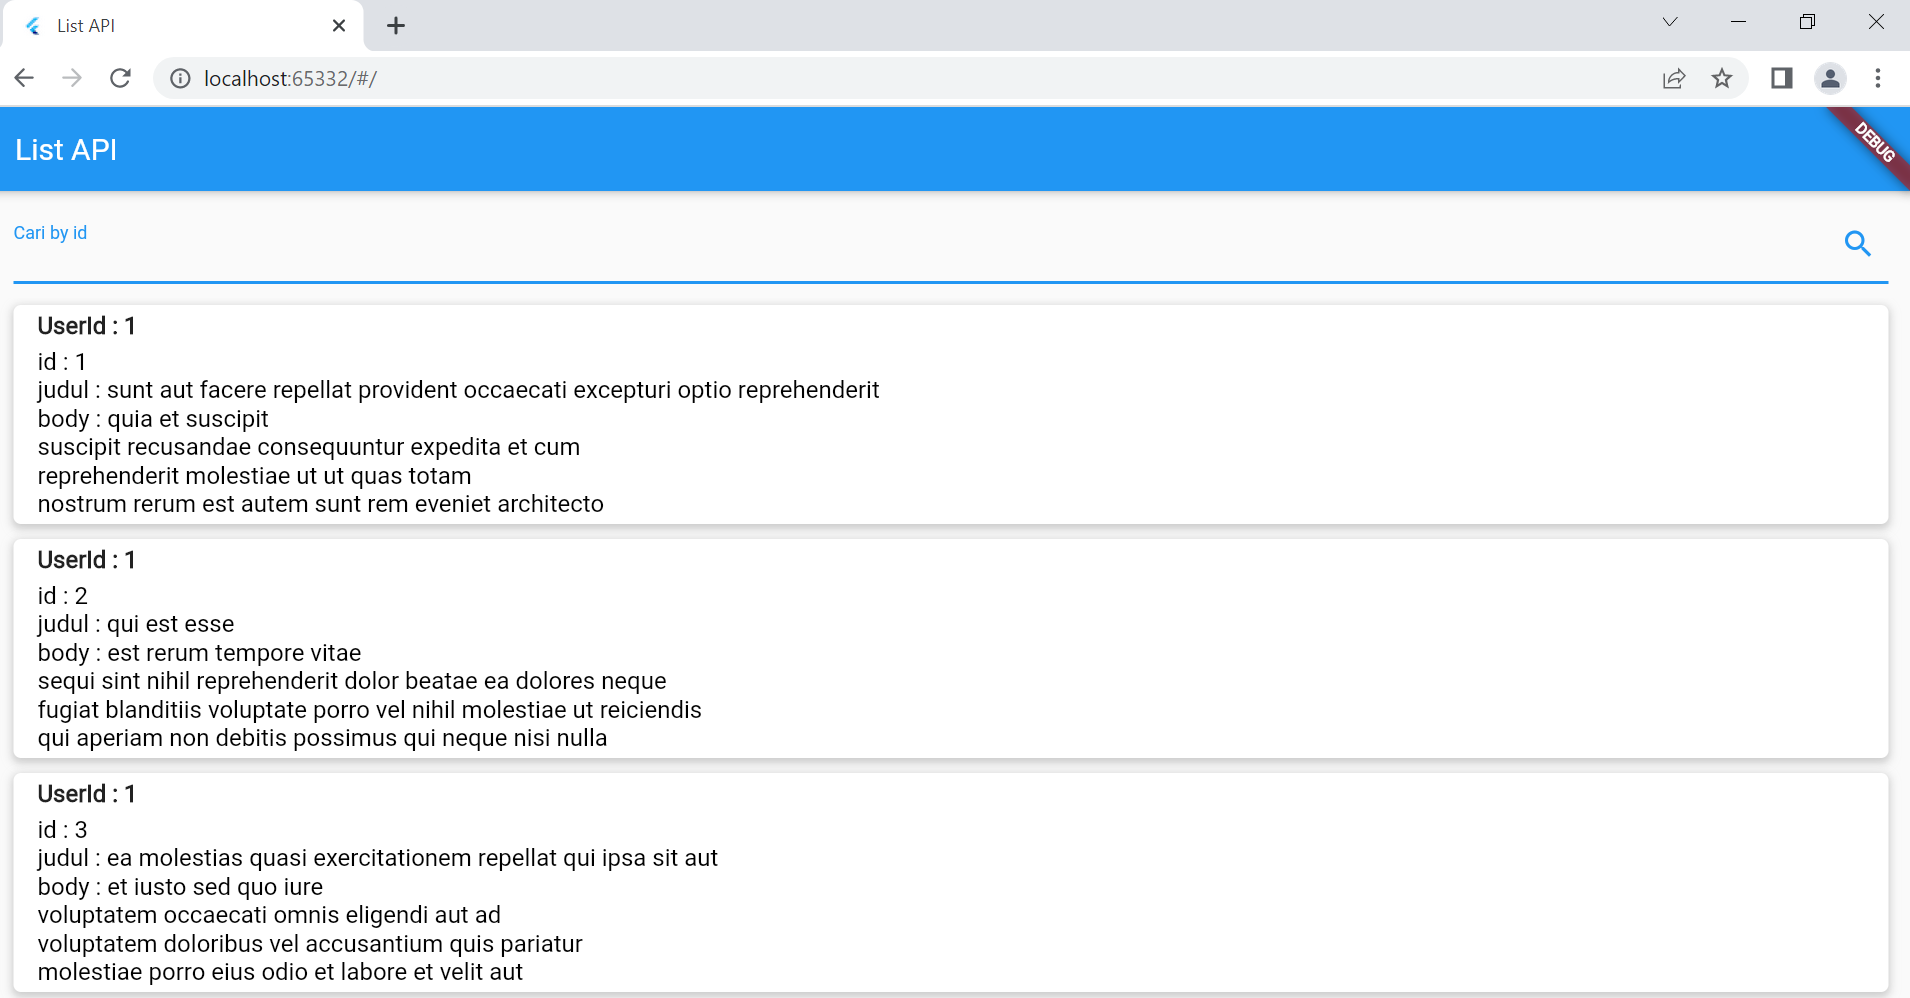 List API
localhost:65332/#/
List API
DEBUG
Cari by id
UserId : 1
id : 1
judul : sunt aut facere repellat provident occaecati excepturi optio reprehenderit
body : quia et suscipit
suscipit recusandae consequuntur expedita et cum
reprehenderit molestiae ut ut quas totam
nostrum rerum est autem sunt rem eveniet architecto
UserId : 1
id : 2
judul : qui est esse
body : est rerum tempore vitae
sequi sint nihil reprehenderit dolor beatae ea dolores neque
fugiat blanditiis voluptate porro vel nihil molestiae ut reiciendis
qui aperiam non debitis possimus qui neque nisi nulla
UserId : 1
id : 3
judul : ea molestias quasi exercitationem repellat qui ipsa sit aut
body : et iusto sed quo iure
voluptatem occaecati omnis eligendi aut ad
voluptatem doloribus vel accusantium quis pariatur
molestiae porro eius odio et labore et velit aut